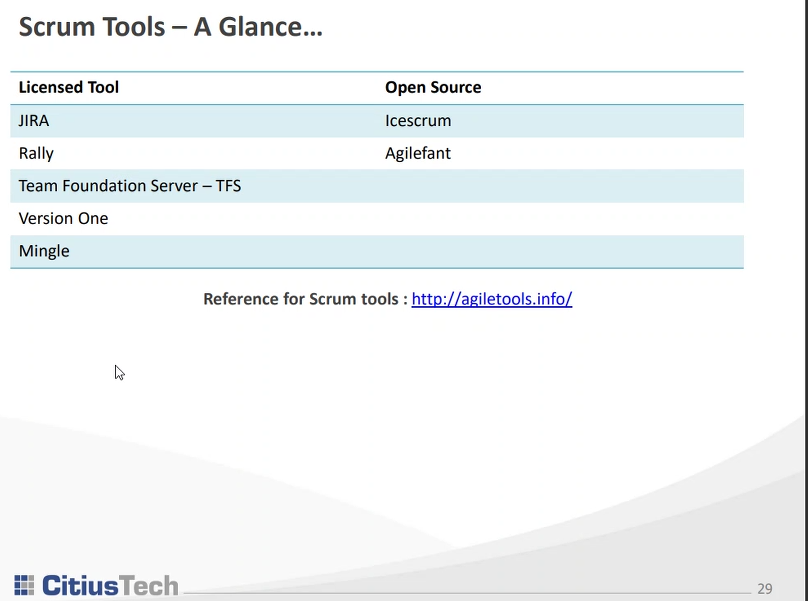 Scrum Tools – A Glance…
Licensed Tool Open Source
JIRA Icescrum
Rally Agilefant
Team Foundation Server – TFS
Version One
Mingle
Reference for Scrum tools : http://agiletools.info/
CitiusTech
29